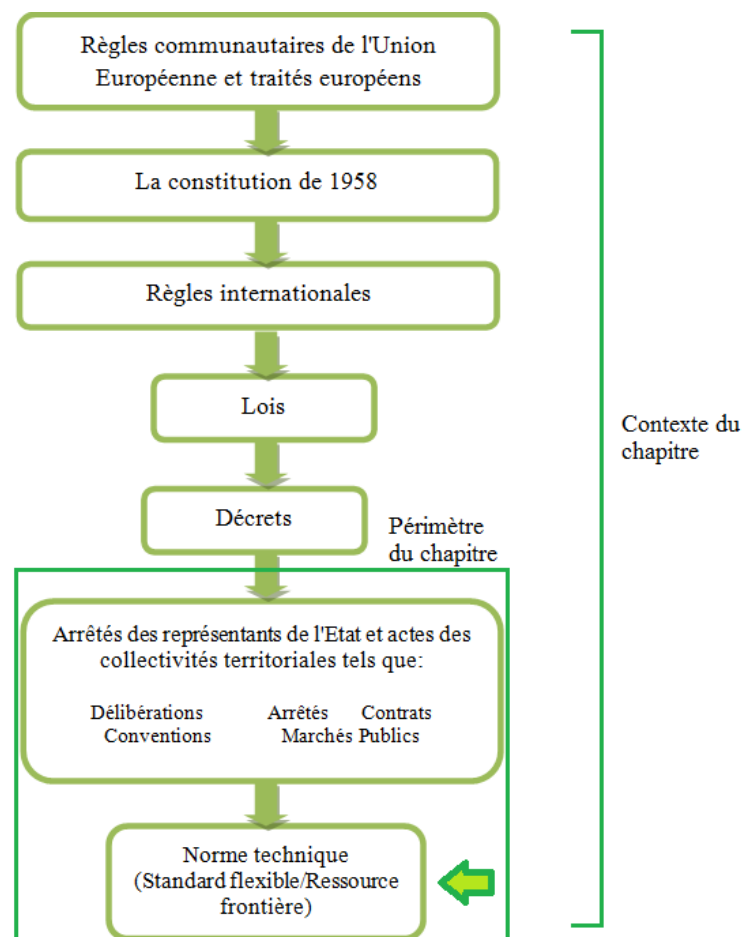 Règles communautaires de l'Union
Européenne et traités européens
La constitution de 1958
Règles internationales
Lois
Contexte du
chapitre
Décrets
Périmètre
du chapitre
Arrêtés des représentants de l'Etat et actes des
collectivités territoriales tels que:
Délibérations Arrêtés Contrats
Conventions Marchés Publics
Norme technique
(Standard flexible/Ressource
frontière)